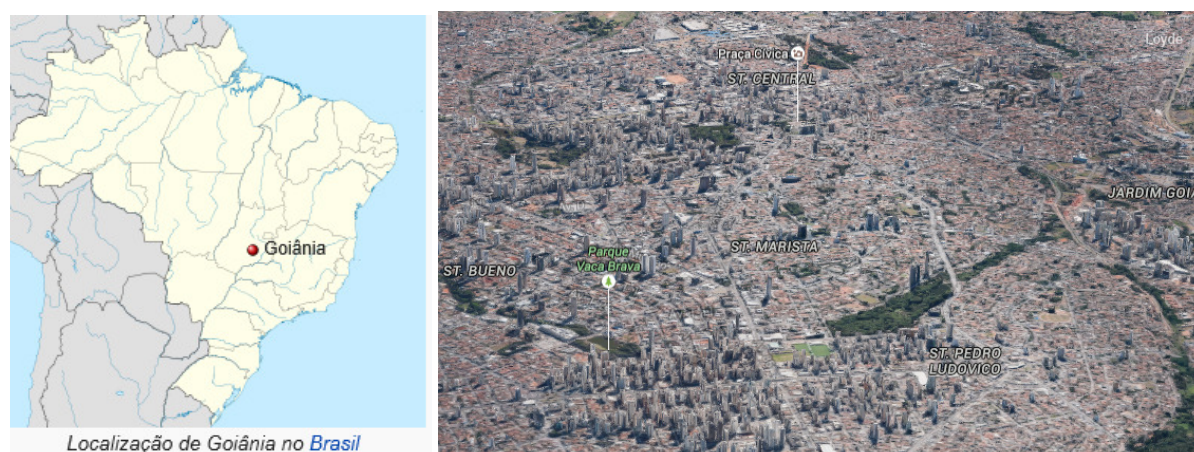 Goiânia
Localização de Goiânia no Brasil
Loyde
Praça Cívica
ST. CENTRAL
JARDIM GOI
Parque
Vaca Brava
ST. MARISTA
ST. BUENO
ST. PEDRO
LUDOVICO